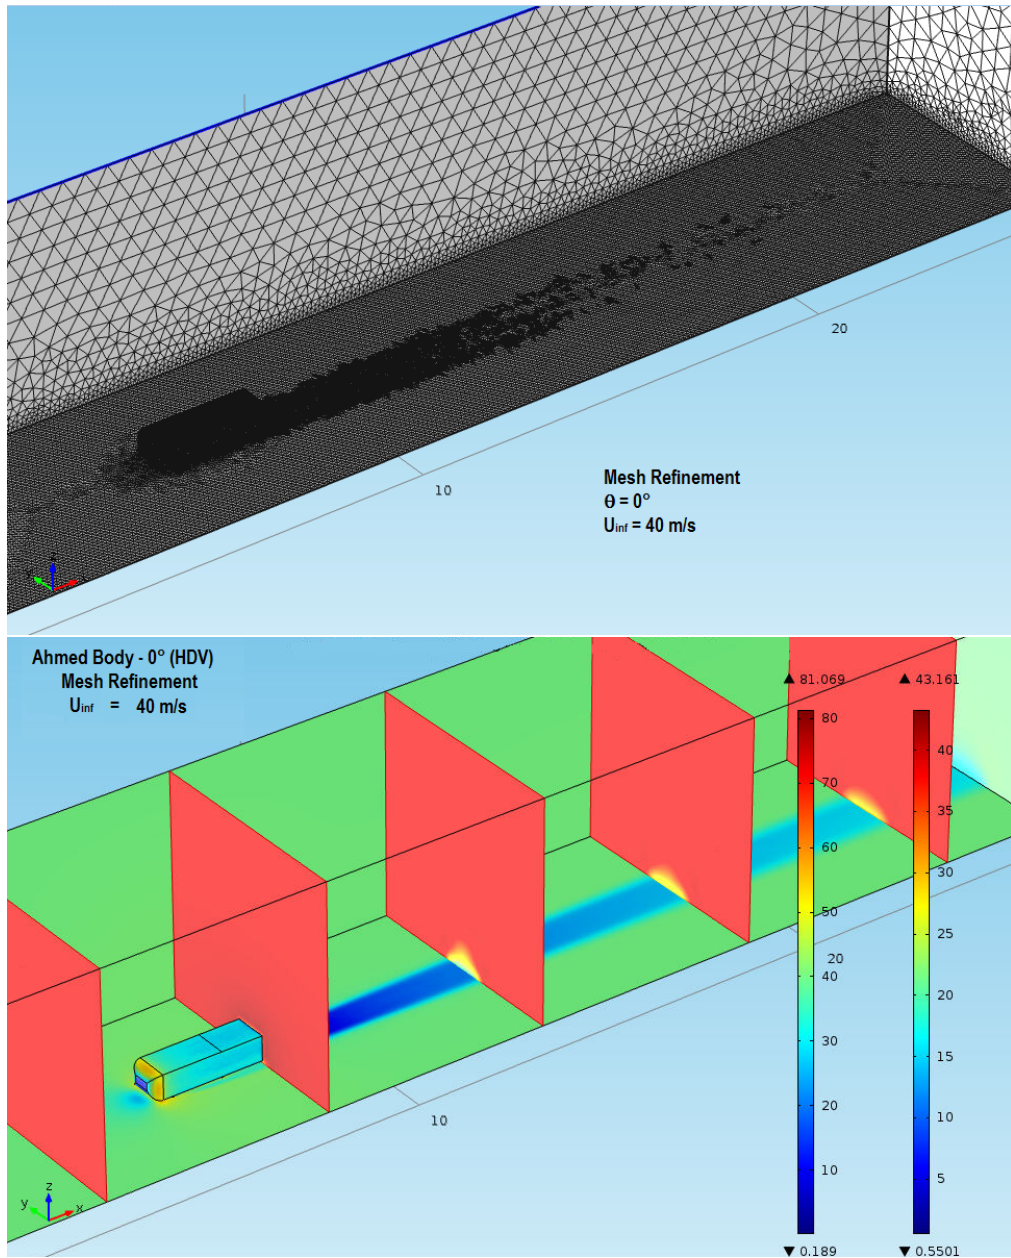 20
10
Mesh Refinement
Θ = 0°
Uinf = 40 m/s
z
Ahmed Body - 0° (HDV)
Mesh Refinement
Uinf = 40 m/s
▲ 81.069 ▲ 43.161
80
40
70
35
60
30
50
25
20
40
20
30
15
20
10
10
5
▼ 0.189 ▼ 0.5501
10
z
y
x